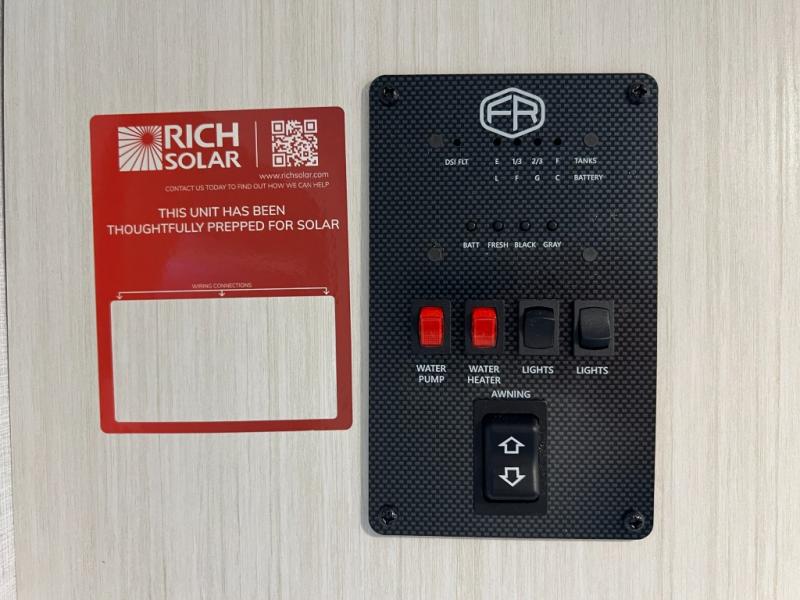 RICH
SOLAR
www.richsolar.com
CONTACT US TODAY TO FIND OUT HOW WE CAN HELP
THIS UNIT HAS BEEN
THOUGHTFULLY PREPPED FOR SOLAR
WIRING CONNECTIONS
FR
DSI FLT E 1/3 2/3 F TANKS
L F G C BATTERY
BATT FRESH BLACK GRAY
WATER PUMP
WATER HEATER
LIGHTS
LIGHTS
AWNING